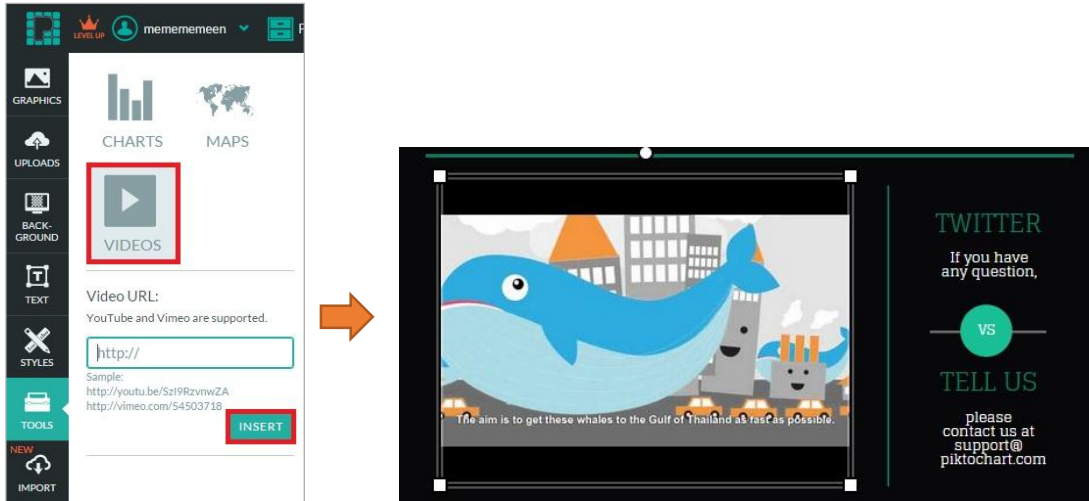 LEVEL UP
memememeen
GRAPHICS
UPLOADS
BACK-
GROUND
TEXT
STYLES
TOOLS
NEW
IMPORT
CHARTS
MAPS
VIDEOS
Video URL:
YouTube and Vimeo are supported.
http://
Sample:
http://youtu.be/SzI9RzvnwZA
http://vimeo.com/54503718
INSERT
The aim is to get these whales to the Gulf of Thailand as fast as possible.
TWITTER
If you have
any question,
VS
TELL US
please
contact us at
support@
piktochart.com